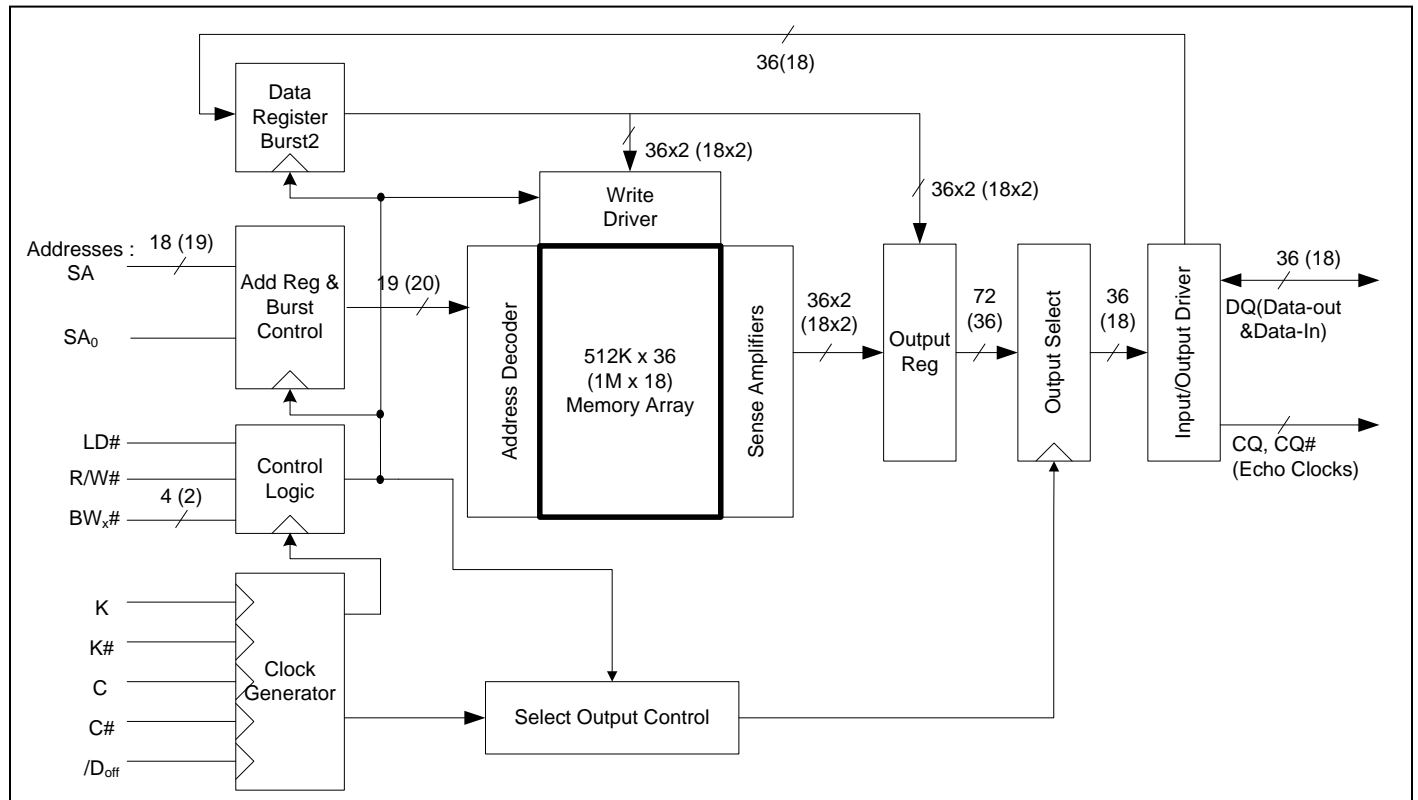 36(18)
Data
Register
Burst2
36x2 (18x2)
36x2 (18x2)
Write
Driver
Addresses :
SA
18 (19)
SA₀
Add Reg &
Burst
Control
19 (20)
Address Decoder
512K x 36
(1M x 18)
Memory Array
Sense Amplifiers
36x2
(18x2)
Output
Reg
72
(36)
Output Select
36
(18)
Input/Output Driver
36 (18)
DQ(Data-out
&Data-In)
CQ, CQ#
(Echo Clocks)
LD#
R/W#
4 (2)
BWₓ#
Control
Logic
K
K#
C
C#
/Doff
Clock
Generator
Select Output Control